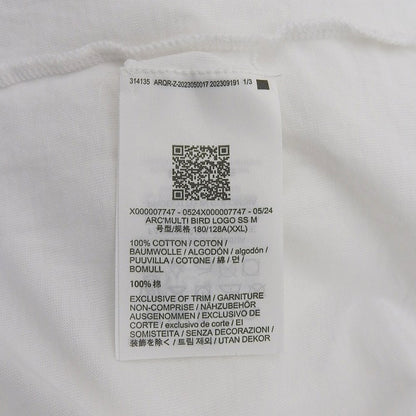 314135 ARQR-Z-2023050017 202309191 1/3
X000007747 - 0524X000007747 - 05/24
ARC'MULTI BIRD LOGO SS M
号型/规格 180/128A(XXL)
100% COTTON / COTON /
BAUMWOLLE / ALGODÓN / algodón /
PUUVILLA / COTONE / 綿 / 면 /
BOMULL
100% 棉
EXCLUSIVE OF TRIM / GARNITURE
NON-COMPRISE / NÄHZUBEHÖR
AUSGENOMMEN / EXCLUSIVO DE
CORTE / exclusivo de corte / EI
SOMISTEITA / SENZA DECORAZIONI /
装飾を除く / 트림 제외 / UTAN DEKOR